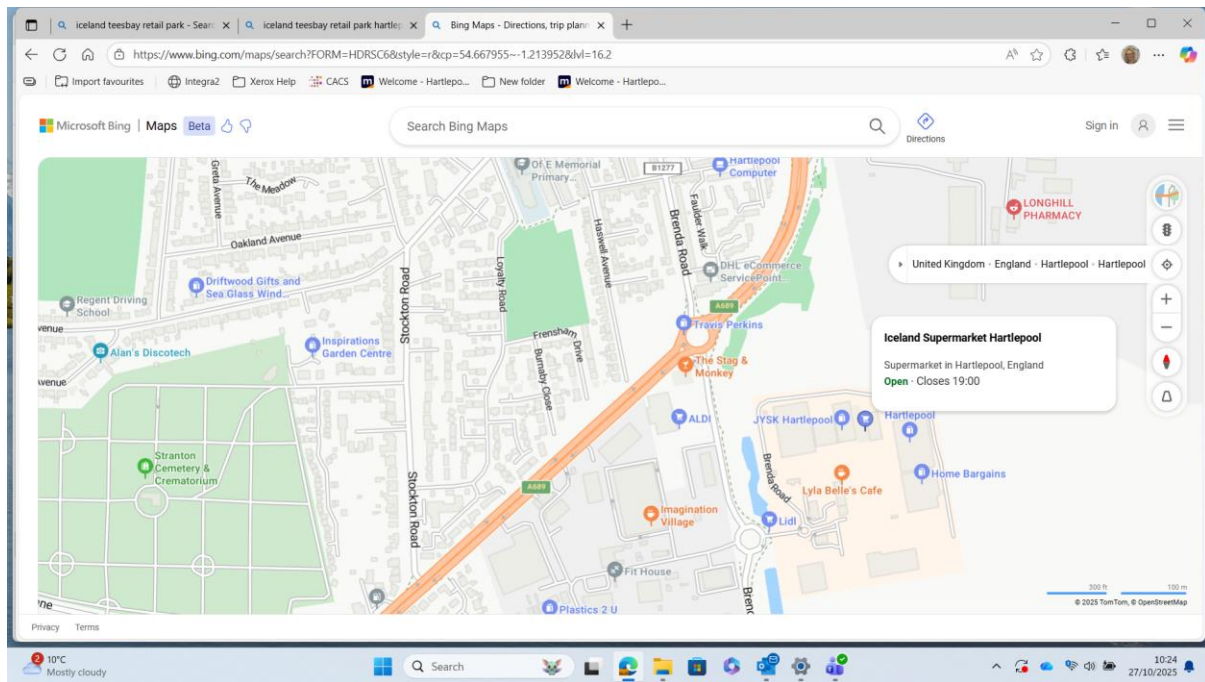 iceland teesbay retail park - Sear
iceland teesbay retail park hartlep
Bing Maps - Directions, trip plann
https://www.bing.com/maps/search?FORM=HDRSC6&style=r&cp=54.667955~-1.213952&lvl=16.2
Import favourites
Integra2
Xerox Help
CACS
Welcome - Hartlepo...
New folder
Welcome - Hartlepo...
Microsoft Bing | Maps Beta
Search Bing Maps
Directions
Sign in
Greta Avenue
The Meadow
Oakland Avenue
Driftwood Gifts and
Sea Glass Wind...
Regent Driving
School
venue
Alan's Discotech
Inspirations
Garden Centre
wenue
Stranton
Cemetery &
Crematorium
Stockton Road
Stockton Road
Loyalty Road
Of E Memorial
Primary...
Haswell Avenue
Frensham Drive
Burnaby Close
B1277
Brenda Road
Faulder Walk
Hartlepool
Computer
DHL eCommerce
ServicePoint...
A689
Travis Perkins
The Stag &
Monkey
ALDI
A689
JYSK Hartlepool
Hartlepool
Home Bargains
Lyla Belle's Cafe
Brenda Road
Lidl
Imagination
Village
Fit House
Plastics 2 U
Bren
ne
LONGHILL
PHARMACY
United Kingdom · England · Hartlepool · Hartlepool
Iceland Supermarket Hartlepool
Supermarket in Hartlepool, England
Open · Closes 19:00
300 ft
100 m
© 2025 TomTom, © OpenStreetMap
Privacy
Terms
2
10°C
Mostly cloudy
Search
10:24
27/10/2025